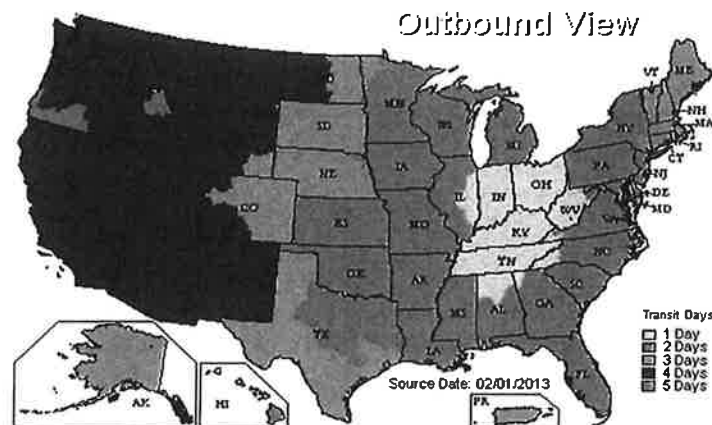 Outbound View
VT
ME
ND
MN
NH
MA
SD
WI
NY
MI
RI
CT
IA
PA
NE
NJ
OH
IL
IN
DE
CO
WV
MD
KS
MO
VA
KY
TN
NC
OK
AR
SC
MS
AL
GA
TX
LA
FL
Transit Days
1 Day
2 Days
3 Days
4 Days
5 Days
Source Date: 02/01/2013
AK
HI
PR